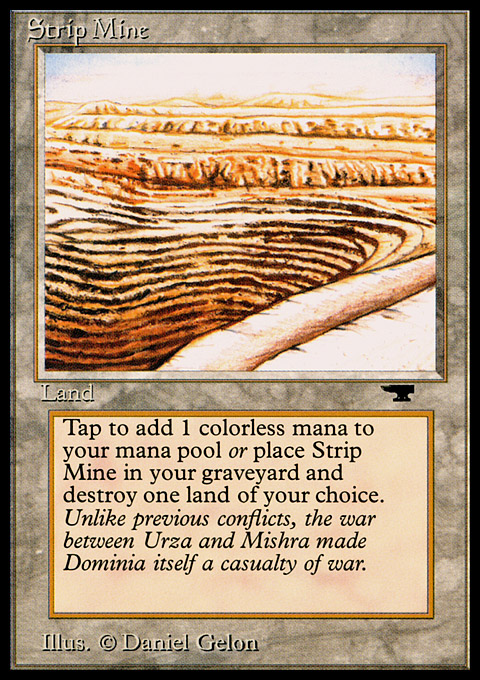 Strip Mine
Land
Tap to add 1 colorless mana to
your mana pool or place Strip
Mine in your graveyard and
destroy one land of your choice.
Unlike previous conflicts, the war
between Urza and Mishra made
Dominia itself a casualty of war.
Illus. © Daniel Gelon